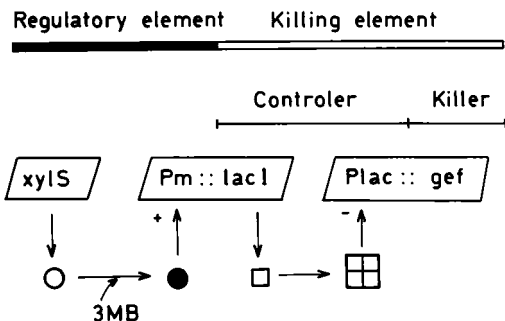 Regulatory element Killing element
Controler Killer
xylS Pm :: lacI Plac :: gef
+ -
3MB